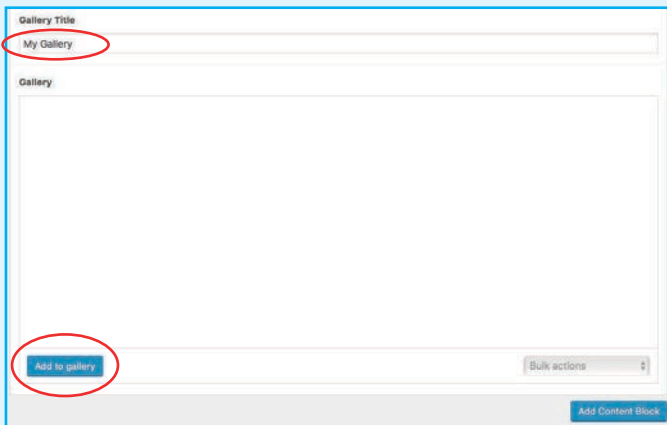 Gallery Title
My Gallery
Gallery
Add to gallery
Bulk actions
Add Content Block